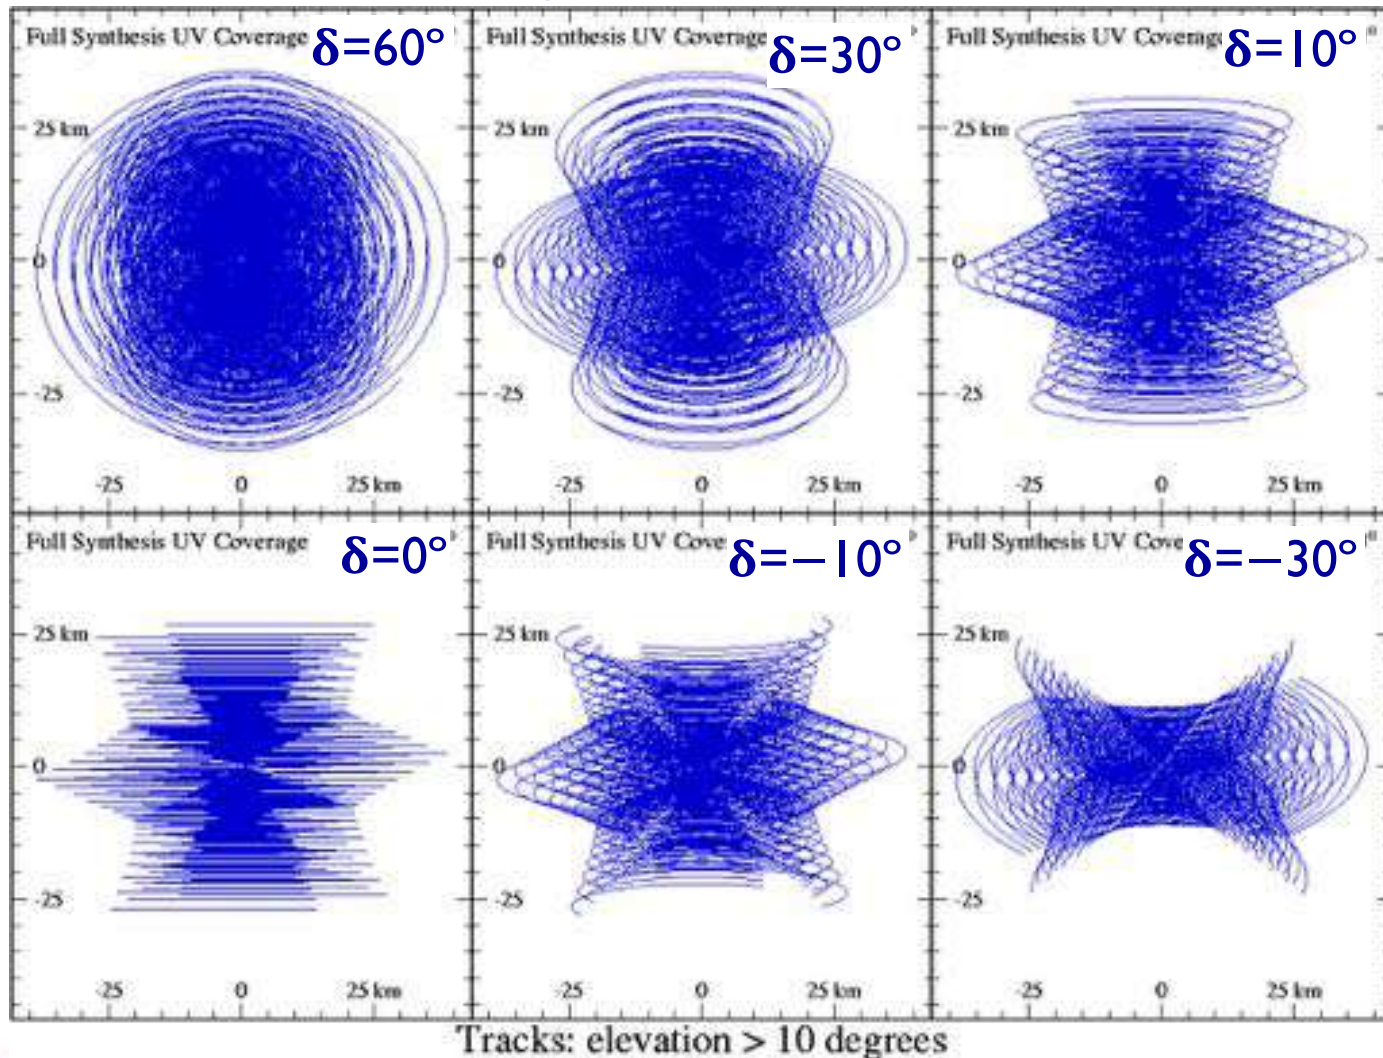 Full Synthesis UV Coverage δ=60°
25 km
0
-25
-25 0 25 km
Full Synthesis UV Coverage δ=30°
25 km
0
-25
-25 0 25 km
Full Synthesis UV Coverage δ=10°
25 km
0
-25
-25 0 25 km
Full Synthesis UV Coverage δ=0°
25 km
0
-25
-25 0 25 km
Full Synthesis UV Cove δ=−10°
25 km
0
-25
-25 0 25 km
Full Synthesis UV Cove δ=−30°
25 km
0
-25
-25 0 25 km
Tracks: elevation > 10 degrees